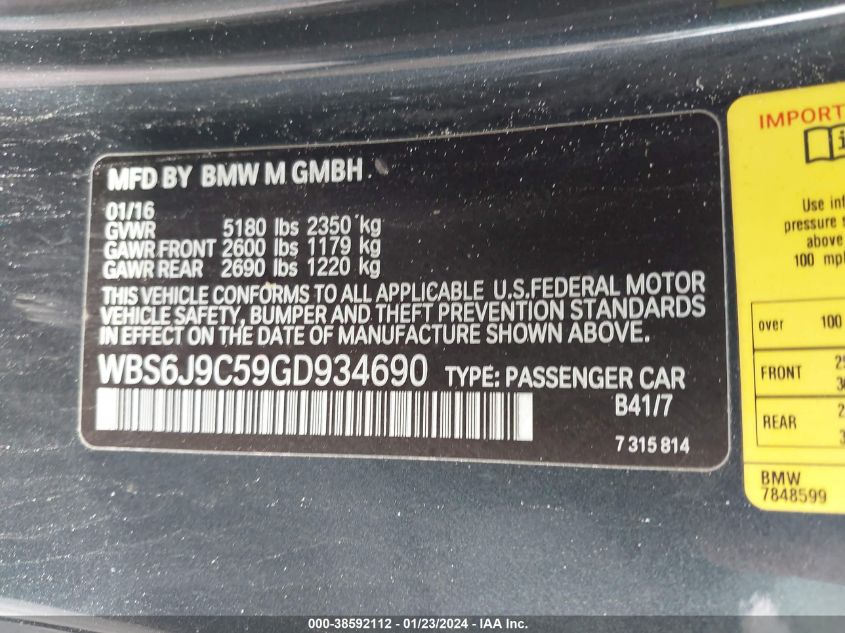 MFD BY BMW M GMBH
01/16
GVWR 5180 lbs 2350 kg
GAWR FRONT 2600 lbs 1179 kg
GAWR REAR 2690 lbs 1220 kg
THIS VEHICLE CONFORMS TO ALL APPLICABLE U.S.FEDERAL MOTOR
VEHICLE SAFETY, BUMPER AND THEFT PREVENTION STANDARDS
IN EFFECT ON THE DATE OF MANUFACTURE SHOWN ABOVE.
WBS6J9C59GD934690 TYPE: PASSENGER CAR
B41/7
7 315 814
IMPORT
Use
pressure
above
100
over 100
FRONT
REAR
BMW
7848599
000-38592112 - 01/23/2024 - IAA Inc.